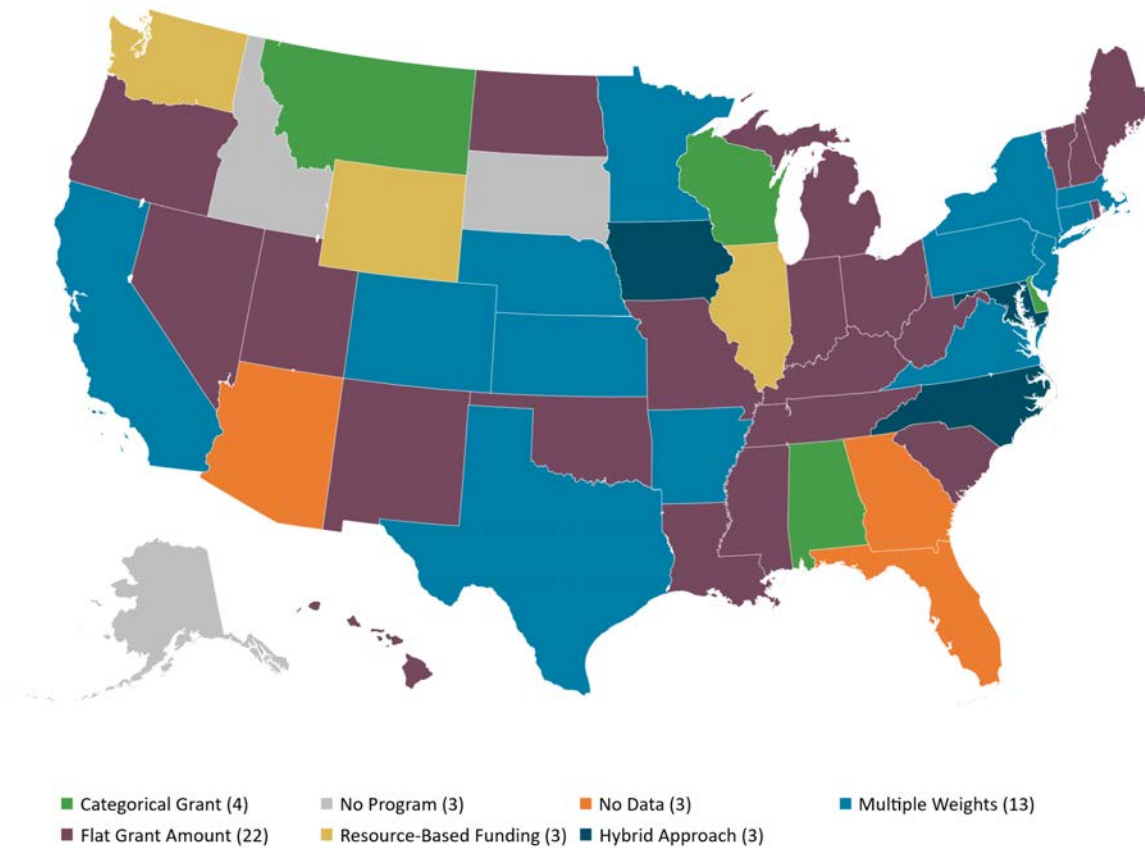 Categorical Grant (4) No Program (3) No Data (3) Multiple Weights (13)
Flat Grant Amount (22) Resource-Based Funding (3) Hybrid Approach (3)